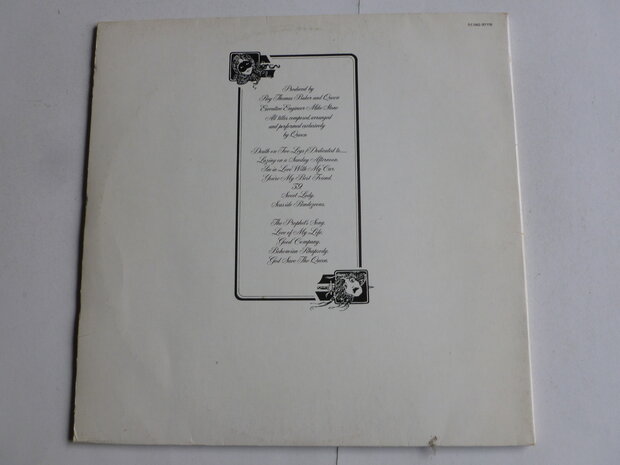 Produced by
Roy Thomas Baker and Queen
Executive Engineer Mike Stone
All titles composed, arranged
and performed exclusively
by Queen
Death on Two Legs (Dedicated to.....
Lazing on a Sunday Afternoon.
I'm in Love With My Car.
You're My Best Friend.
'39
Sweet Lady.
Seaside Rendezvous.
The Prophet's Song.
Love of My Life.
Good Company.
Bohemian Rhapsody.
God Save The Queen.